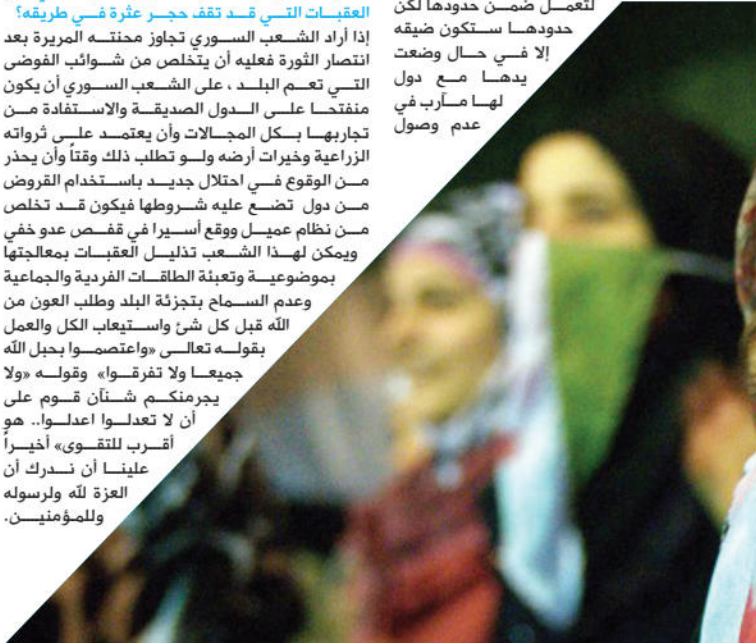 لتعمل ضمن حدودها لكن
حدودها ستكون ضيقه
إلا في حال وضعت
يدها مع دول
لها مآرب في
عدم وصول
العقبات التي قد تقف حجر عثرة في طريقه؟
إذا أراد الشعب السوري تجاوز محنته المريرة بعد
انتصار الثورة فعليه أن يتخلص من شوائب الفوضى
التي تعم البلد ، على الشعب السوري أن يكون
منفتحا على الدول الصديقة والاستفادة من
تجاربها بكل المجالات وأن يعتمد على ثرواته
الزراعية وخيرات أرضه ولو تطلب ذلك وقتاً وأن يحذر
من الوقوع في احتلال جديد باستخدام القروض
من دول تضع عليه شروطها فيكون قد تخلص
من نظام عميل ووقع أسيرا في قفص عدو خفي
ويمكن لهذا الشعب تذليل العقبات بمعالجتها
بموضوعية وتعبئة الطاقات الفردية والجماعية
وعدم السماح بتجزئة البلد وطلب العون من
الله قبل كل شئ واستيعاب الكل والعمل
بقوله تعالى «واعتصموا بحبل الله
جميعا ولا تفرقوا» وقوله «ولا
يجرمنكم شنآن قوم على
أن لا تعدلوا اعدلوا.. هو
أقرب للتقوى» أخيراً
علينا أن ندرك أن
العزة لله ولرسوله
وللمؤمنين.